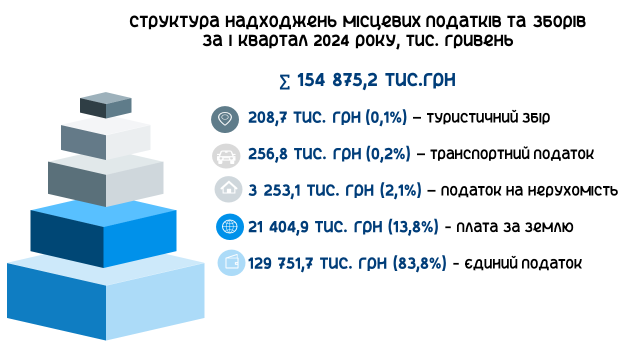 СТРУКТУРА НАДХОДЖЕНЬ МІСЦЕВИХ ПОДАТКІВ ТА ЗБОРІВ
ЗА І КВАРТАЛ 2024 РОКУ, ТИС. ГРИВЕНЬ
∑ 154 875,2 ТИС.ГРН
208,7 ТИС. ГРН (0,1%) – туристичний збір
256,8 ТИС. ГРН (0,2%) – транспортний податок
3 253,1 ТИС. ГРН (2,1%) – податок на нерухомість
21 404,9 ТИС. ГРН (13,8%) - плата за землю
129 751,7 ТИС. ГРН (83,8%) - єдиний податок